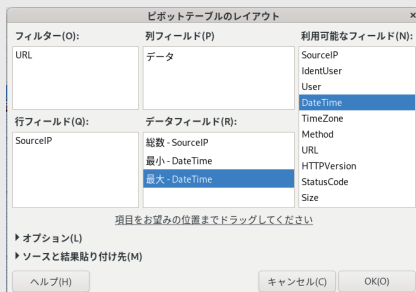 ピボットテーブルのレイアウト
×
フィルター(O):
URL
列フィールド(P)
データ
利用可能なフィールド(N):
SourceIP
IdentUser
User
DateTime
TimeZone
Method
URL
HTTPVersion
StatusCode
Size
行フィールド(Q):
SourceIP
データフィールド(R):
総数 - SourceIP
最小 - DateTime
最大 - DateTime
項目をお望みの位置までドラッグしてください
オプション(L)
ソースと結果貼り付け先(M)
ヘルプ(H)
キャンセル(C)
OK(O)